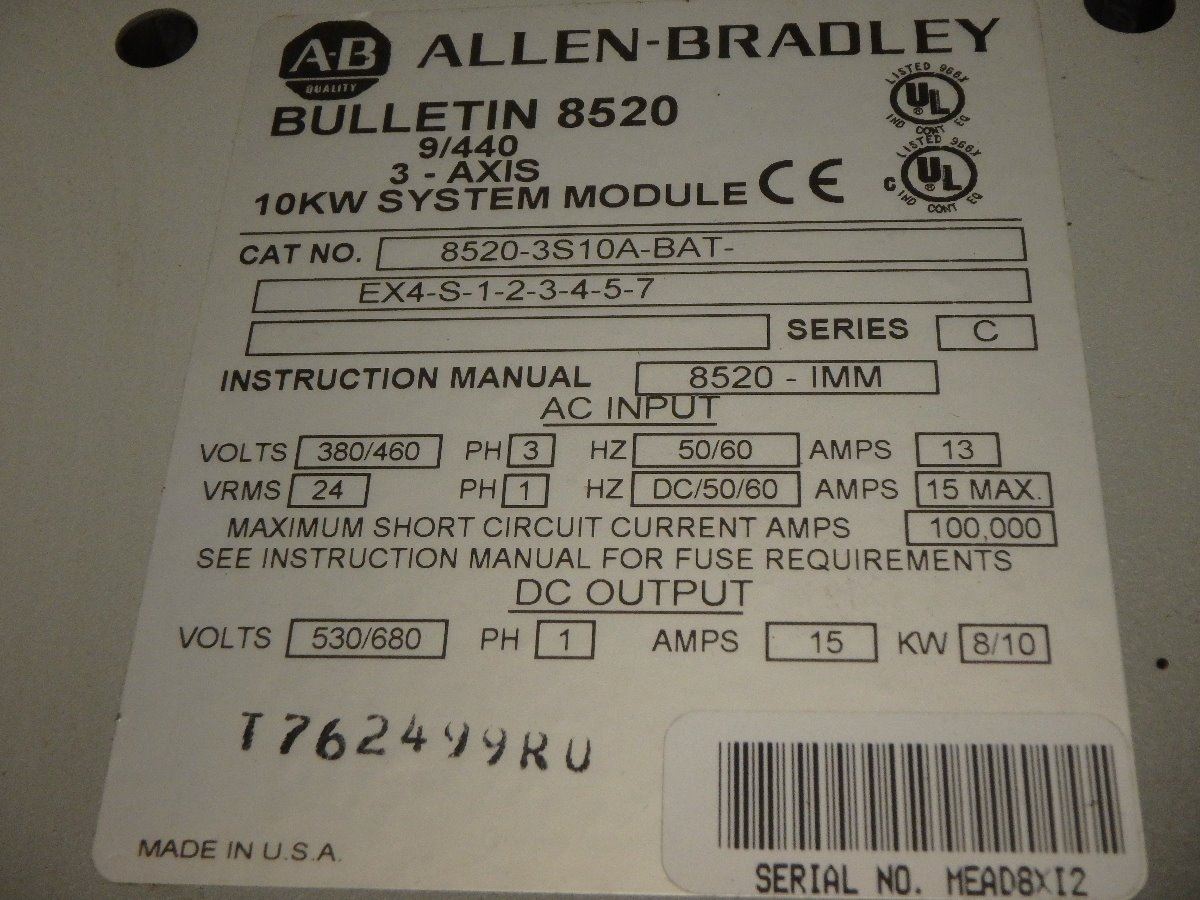 A-B
QUALITY
ALLEN-BRADLEY
BULLETIN 8520
9/440
3 - AXIS
10KW SYSTEM MODULE CE
LISTED 966X
UL ®
IND CONT EQ
LISTED 966X
C UL ®
IND CONT EQ
CAT NO. 8520-3S10A-BAT-
EX4-S-1-2-3-4-5-7
SERIES C
INSTRUCTION MANUAL 8520 - IMM
AC INPUT
VOLTS 380/460 PH 3 HZ 50/60 AMPS 13
VRMS 24 PH 1 HZ DC/50/60 AMPS 15 MAX.
MAXIMUM SHORT CIRCUIT CURRENT AMPS 100,000
SEE INSTRUCTION MANUAL FOR FUSE REQUIREMENTS
DC OUTPUT
VOLTS 530/680 PH 1 AMPS 15 KW 8/10
T762499RU
MADE IN U.S.A.
SERIAL NO. MEAD8XI2